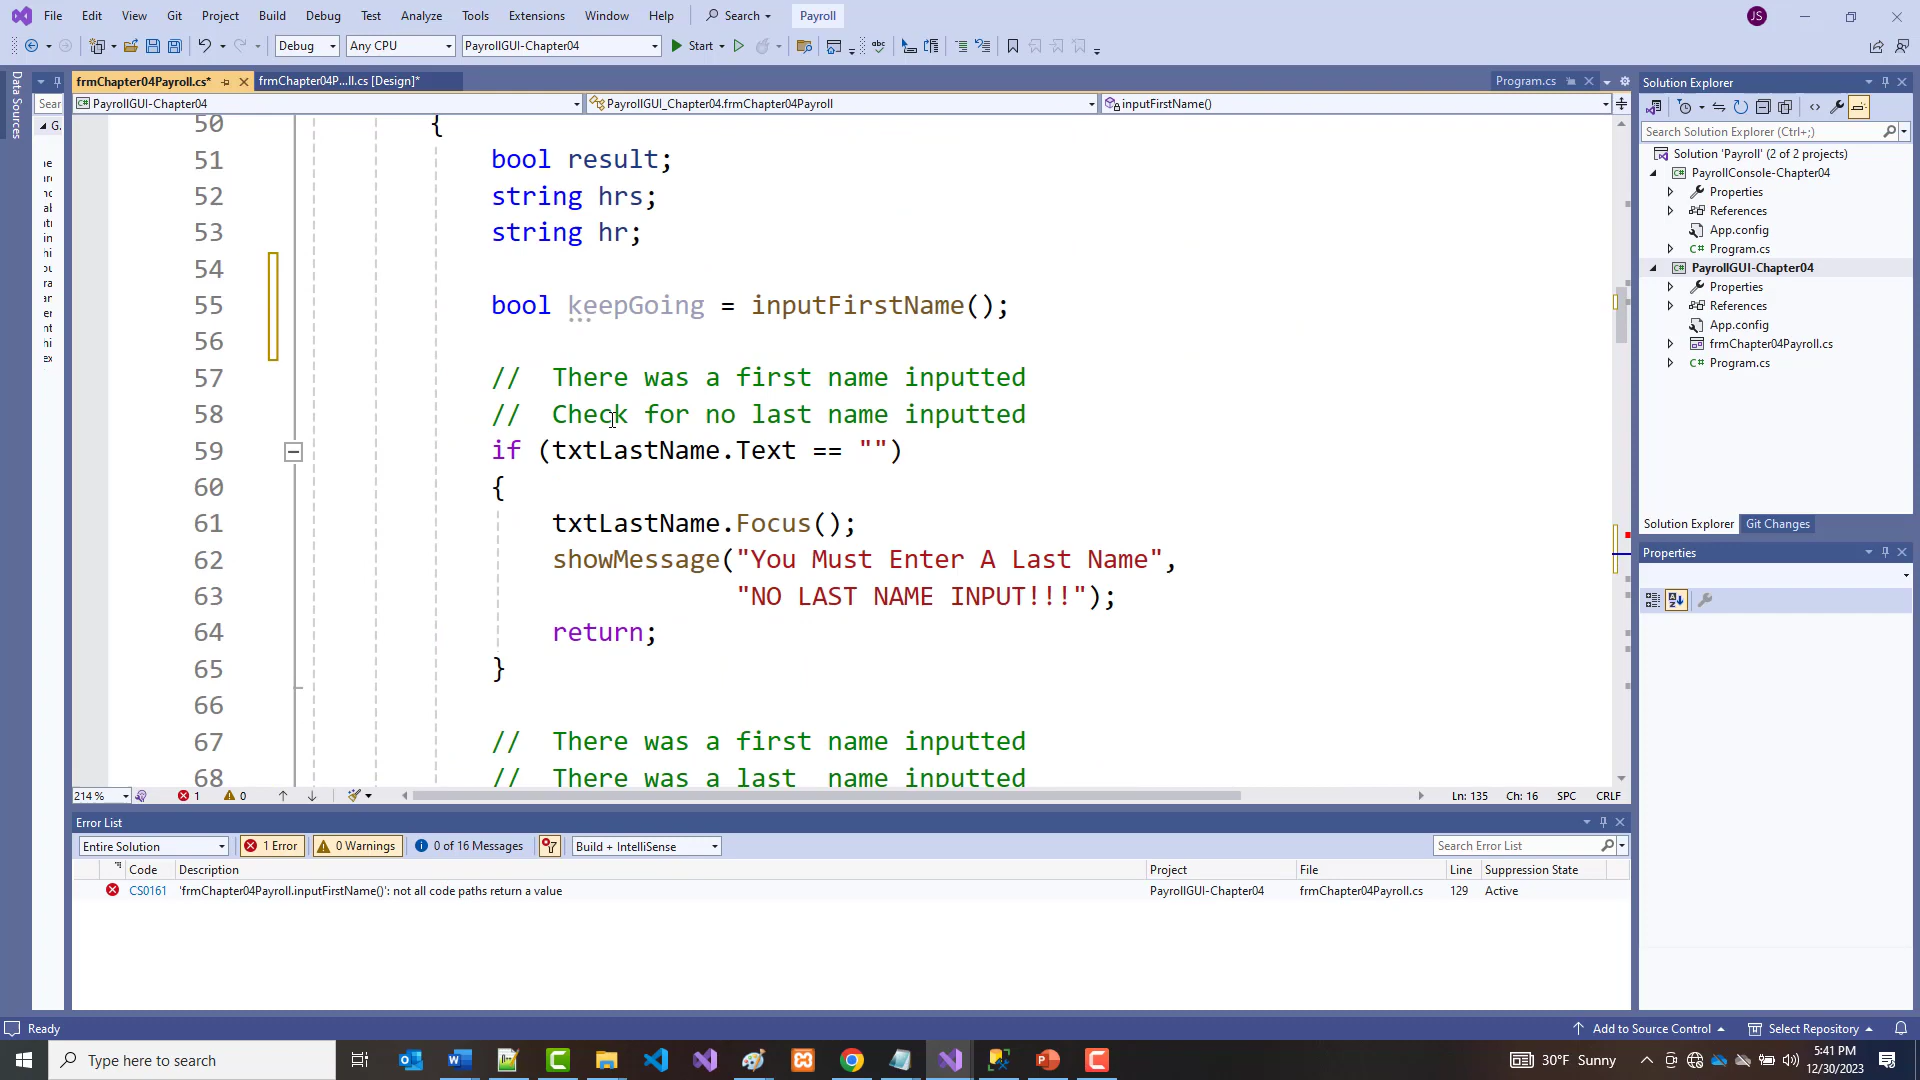 File Edit View Git Project Build Debug Test Analyze Tools Extensions Window Help Search Payroll JS
Debug Any CPU PayrollGUI-Chapter04 Start
Data Sources
frmChapter04Payroll.cs* frmChapter04P...ll.cs [Design]* Program.cs
PayrollGUI-Chapter04 PayrollGUI_Chapter04.frmChapter04Payroll inputFirstName()
Sear
G.
50 {
51 bool result;
52 string hrs;
53 string hr;
54
55 bool keepGoing = inputFirstName();
56
57 // There was a first name inputted
58 // Check for no last name inputted
59 if (txtLastName.Text == "")
60 {
61 txtLastName.Focus();
62 showMessage("You Must Enter A Last Name",
63 "NO LAST NAME INPUT!!!");
64 return;
65 }
66
67 // There was a first name inputted
68 // There was a last  name inputted
214 % 1 0 Ln: 135 Ch: 16 SPC CRLF
Error List
Entire Solution 1 Error 0 Warnings 0 of 16 Messages Build + IntelliSense Search Error List
Code Description Project File Line Suppression State
CS0161 'frmChapter04Payroll.inputFirstName()': not all code paths return a value PayrollGUI-Chapter04 frmChapter04Payroll.cs 129 Active
Solution Explorer
Search Solution Explorer (Ctrl+;)
Solution 'Payroll' (2 of 2 projects)
PayrollConsole-Chapter04
Properties
References
App.config
C# Program.cs
PayrollGUI-Chapter04
Properties
References
App.config
frmChapter04Payroll.cs
C# Program.cs
Solution Explorer Git Changes
Properties
Ready Add to Source Control Select Repository
Type here to search 30°F Sunny 5:41 PM
12/30/2023